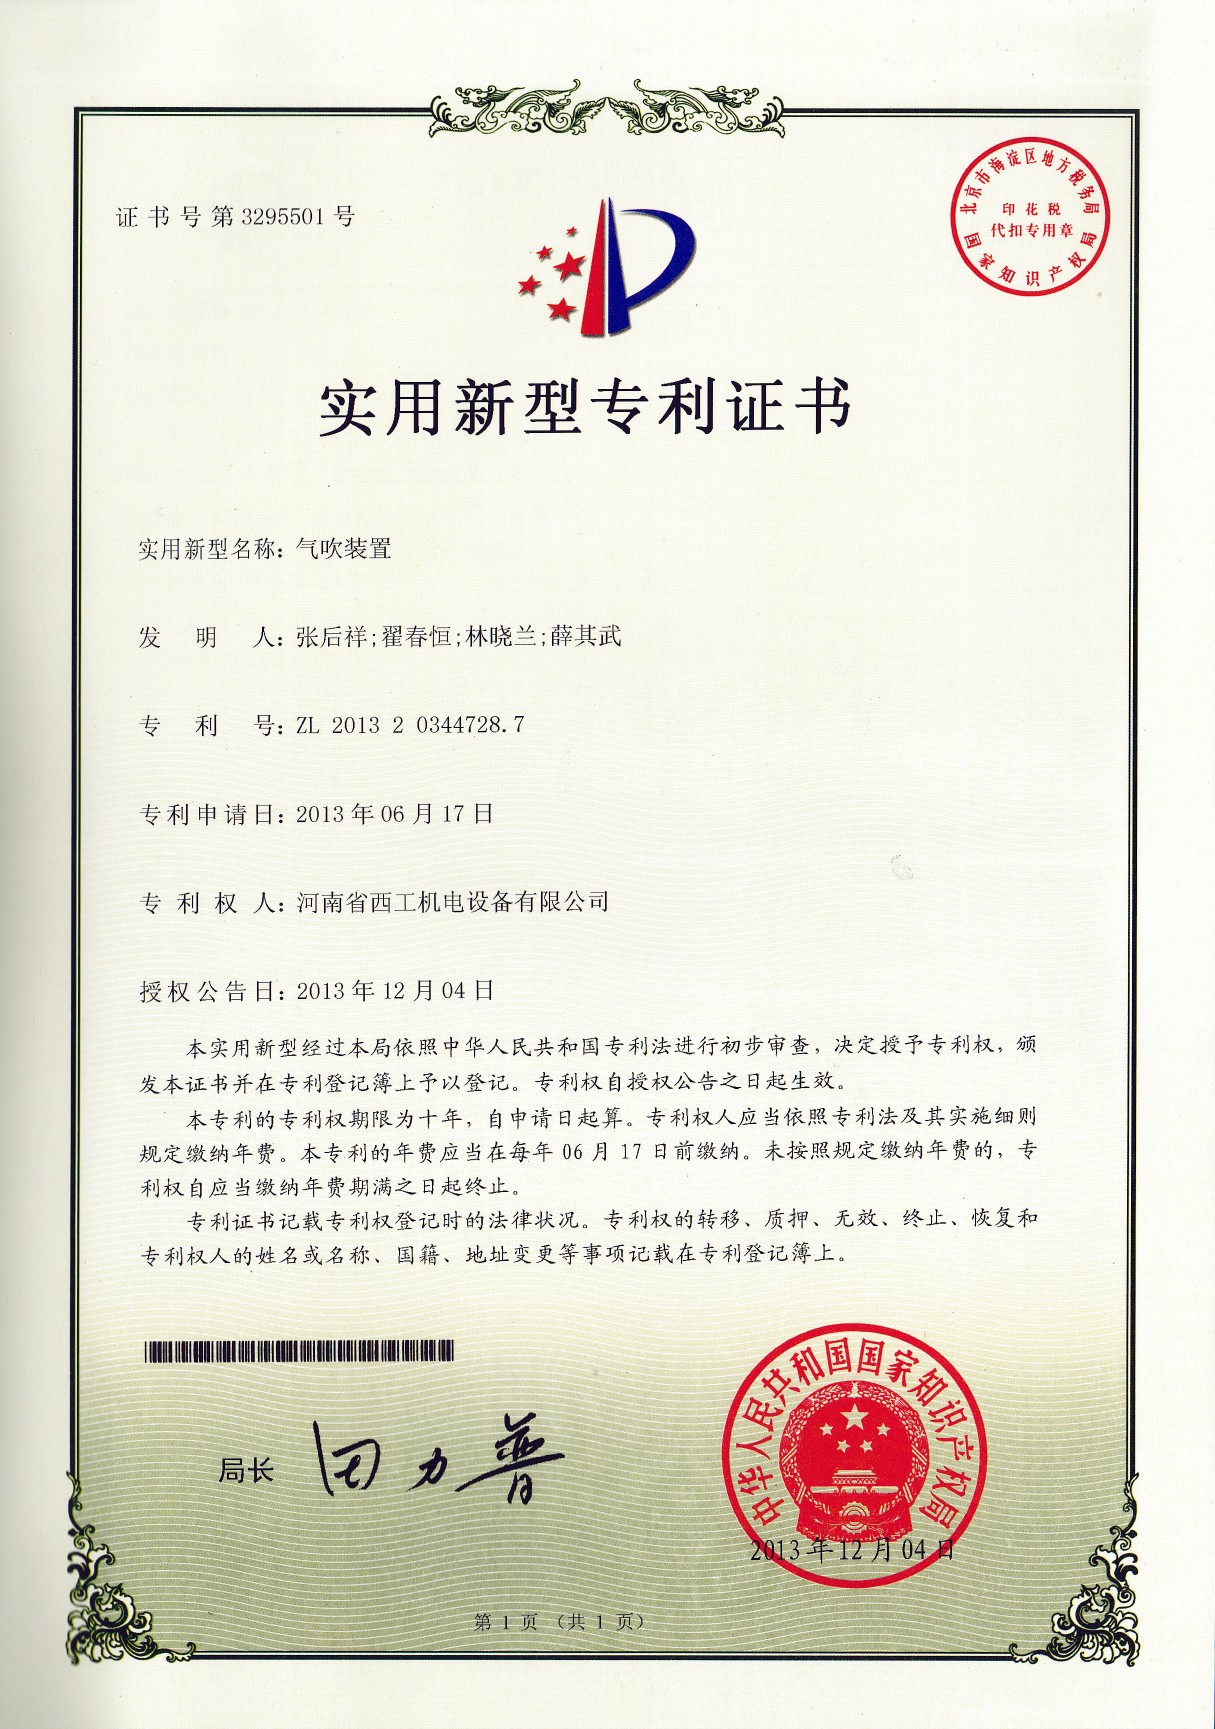 证书号第3295501号
北京市海淀区地方税务局
印花税
代扣专用章
国家知识产权局
实用新型专利证书
实用新型名称：气吹装置
发明人：张后祥;翟春恒;林晓兰;薛其武
专利号：ZL 2013 2 0344728.7
专利申请日：2013年06月17日
专利权人：河南省西工机电设备有限公司
授权公告日：2013年12月04日
本实用新型经过本局依照中华人民共和国专利法进行初步审查，决定授予专利权，颁
发本证书并在专利登记簿上予以登记。专利权自授权公告之日起生效。
本专利的专利权期限为十年，自申请日起算。专利权人应当依照专利法及其实施细则
规定缴纳年费。本专利的年费应当在每年06月17日前缴纳。未按照规定缴纳年费的，专
利权自应当缴纳年费期满之日起终止。
专利证书记载专利权登记时的法律状况。专利权的转移、质押、无效、终止、恢复和
专利权人的姓名或名称、国籍、地址变更等事项记载在专利登记簿上。
局长 田力普
中华人民共和国国家知识产权局
2013年12月04日
第1页（共1页）